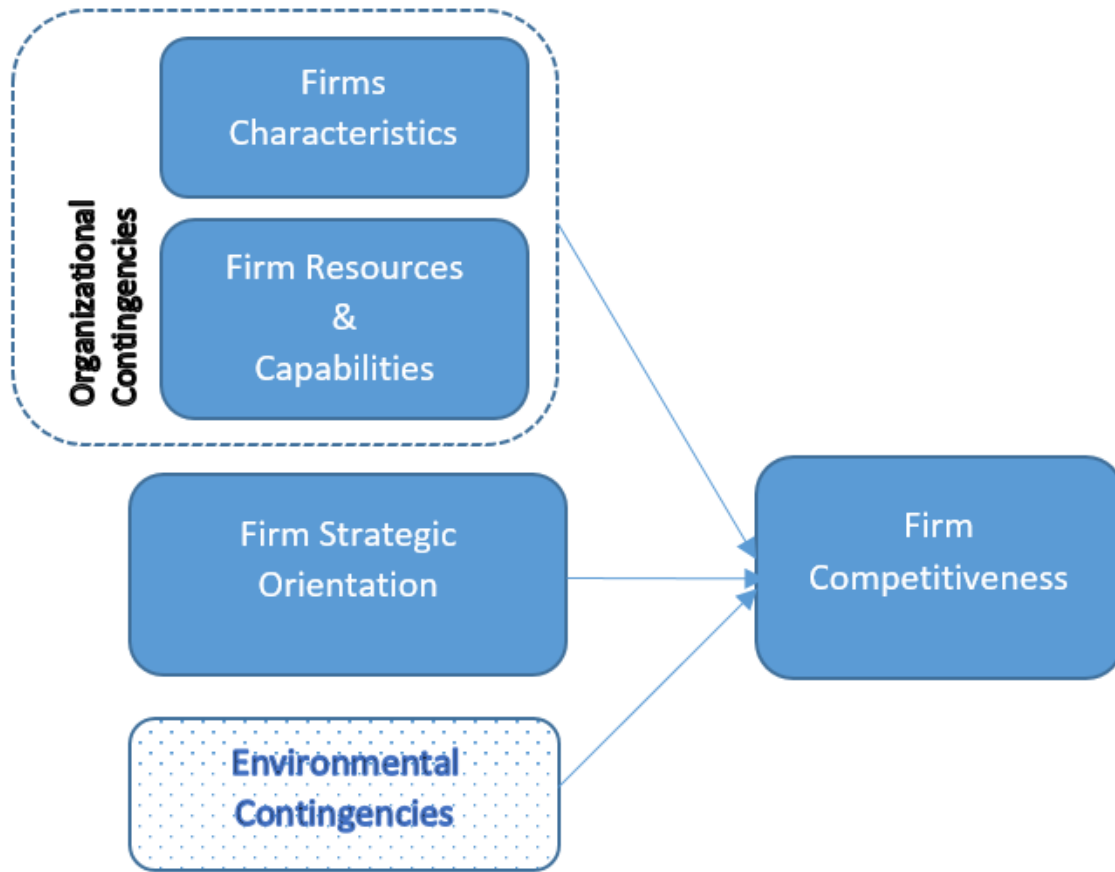 Firms
Characteristics
Organizational
Contingencies
Firm Resources
&
Capabilities
Firm Strategic
Orientation
Firm
Competitiveness
Environmental
Contingencies